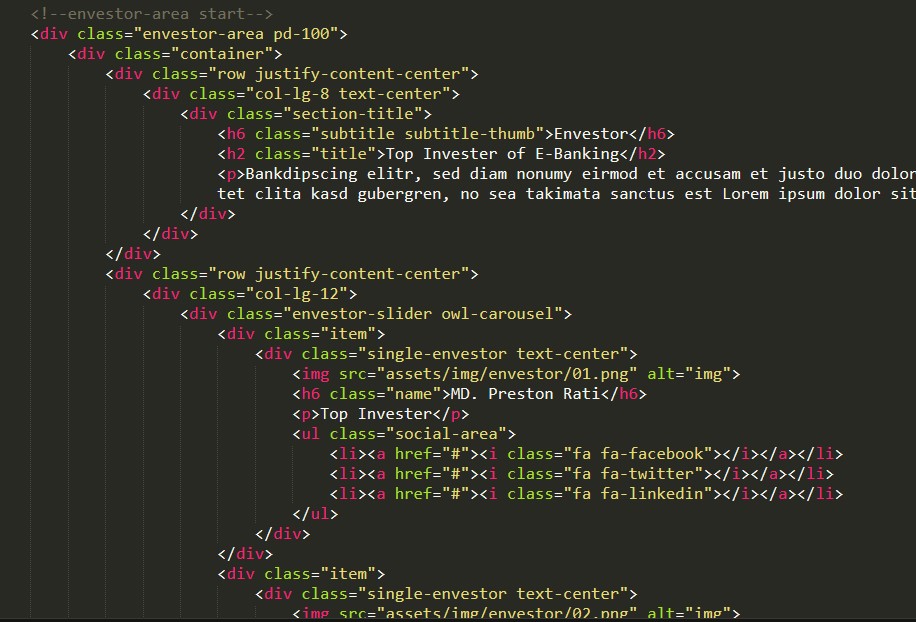 <!--envestor-area start-->
<div class="envestor-area pd-100">
<div class="container">
<div class="row justify-content-center">
<div class="col-lg-8 text-center">
<div class="section-title">
<h6 class="subtitle subtitle-thumb">Envestor</h6>
<h2 class="title">Top Invester of E-Banking</h2>
<p>Bankdipscing elitr, sed diam nonumy eirmod et accusam et justo duo dolor
tet clita kasd gubergren, no sea takimata sanctus est Lorem ipsum dolor sit
</div>
</div>
</div>
<div class="row justify-content-center">
<div class="col-lg-12">
<div class="envestor-slider owl-carousel">
<div class="item">
<div class="single-envestor text-center">
<img src="assets/img/envestor/01.png" alt="img">
<h6 class="name">MD. Preston Rati</h6>
<p>Top Invester</p>
<ul class="social-area">
<li><a href="#"><i class="fa fa-facebook"></i></a></li>
<li><a href="#"><i class="fa fa-twitter"></i></a></li>
<li><a href="#"><i class="fa fa-linkedin"></i></a></li>
</ul>
</div>
</div>
<div class="item">
<div class="single-envestor text-center">
<img src="assets/img/envestor/02.png" alt="img">